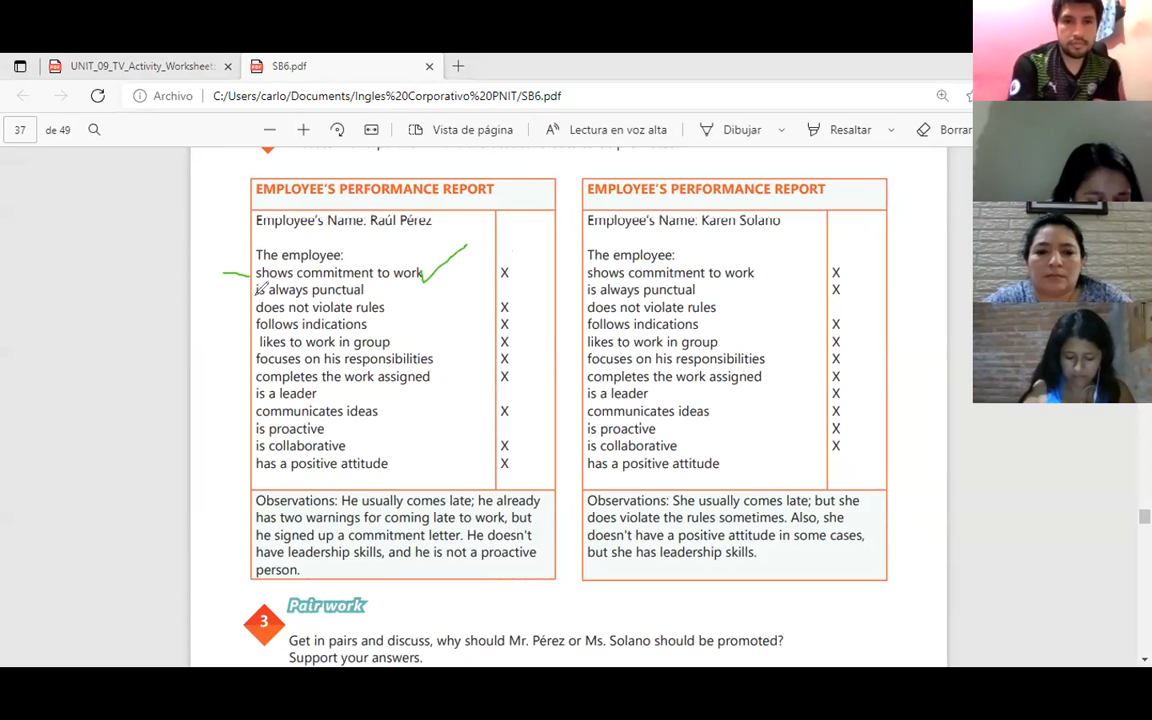 UNIT_09_TV_Activity_Worksheet
SB6.pdf
Archivo
C:/Users/carlo/Documents/Ingles%20Corporativo%20PNIT/SB6.pdf
37
de 49
Vista de página
Lectura en voz alta
Dibujar
Resaltar
Borrar
EMPLOYEE'S PERFORMANCE REPORT
Employee's Name: Raúl Pérez
The employee:
shows commitment to work X
is always punctual
does not violate rules X
follows indications X
likes to work in group X
focuses on his responsibilities X
completes the work assigned X
is a leader
communicates ideas X
is proactive
is collaborative X
has a positive attitude X
Observations: He usually comes late; he already
has two warnings for coming late to work, but
he signed up a commitment letter. He doesn't
have leadership skills, and he is not a proactive
person.
EMPLOYEE'S PERFORMANCE REPORT
Employee's Name: Karen Solano
The employee:
shows commitment to work X
is always punctual X
does not violate rules
follows indications X
likes to work in group X
focuses on his responsibilities X
completes the work assigned X
is a leader X
communicates ideas X
is proactive X
is collaborative X
has a positive attitude
Observations: She usually comes late; but she
does violate the rules sometimes. Also, she
doesn't have a positive attitude in some cases,
but she has leadership skills.
3
Pair work
Get in pairs and discuss, why should Mr. Pérez or Ms. Solano should be promoted?
Support your answers.